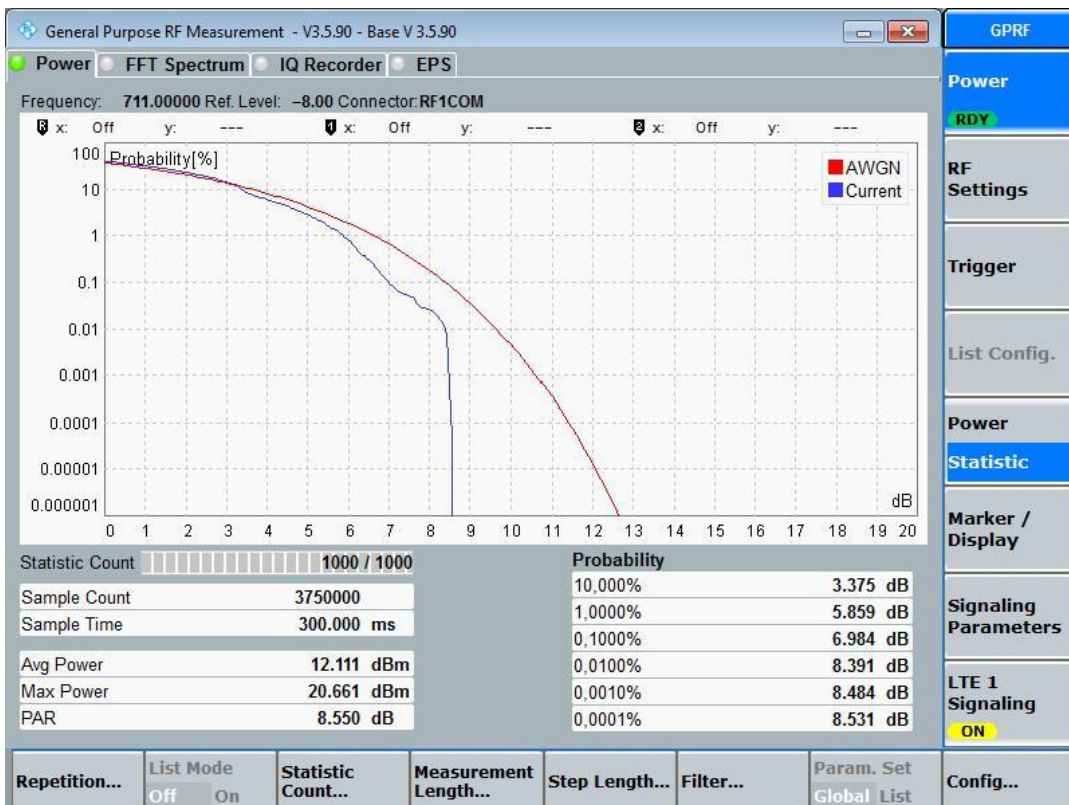 General Purpose RF Measurement - V3.5.90 - Base V 3.5.90
GPRF
Power FFT Spectrum IQ Recorder EPS
Frequency: 711.00000 Ref. Level: -8.00 Connector:RF1COM
R x: Off y: --- 1 x: Off y: --- 2 x: Off y: ---
Probability[%]
AWGN
Current
100
10
1
0.1
0.01
0.001
0.0001
0.00001
0.000001
dB
0 1 2 3 4 5 6 7 8 9 10 11 12 13 14 15 16 17 18 19 20
Statistic Count 1000 / 1000
Sample Count 3750000
Sample Time 300.000 ms
Avg Power 12.111 dBm
Max Power 20.661 dBm
PAR 8.550 dB
Probability
10,000% 3.375 dB
1,0000% 5.859 dB
0,1000% 6.984 dB
0,0100% 8.391 dB
0,0010% 8.484 dB
0,0001% 8.531 dB
Power
RDY
RF
Settings
Trigger
List Config.
Power
Statistic
Marker /
Display
Signaling
Parameters
LTE 1
Signaling
ON
Repetition...
List Mode
Off On
Statistic
Count...
Measurement
Length...
Step Length...
Filter...
Param. Set
Global List
Config...